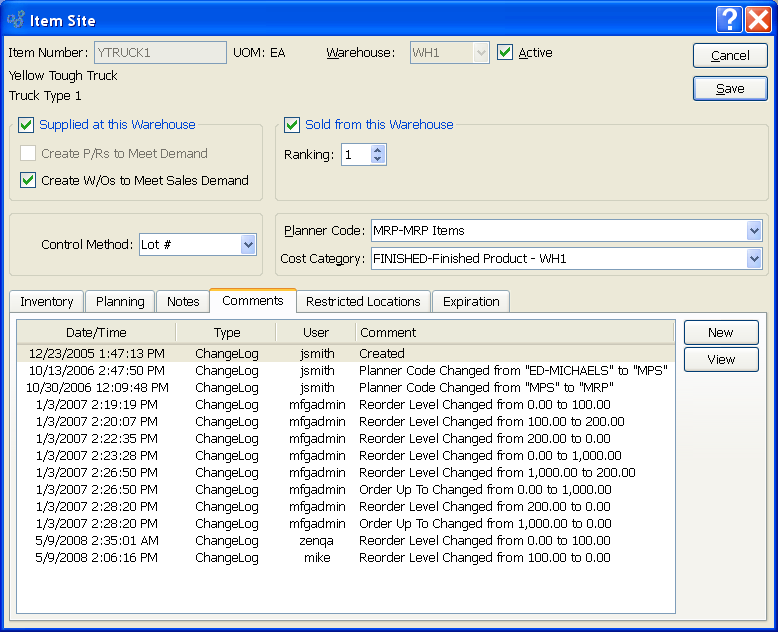 Item Site
Item Number: YTRUCK1 UOM: EA Warehouse: WH1 Active Cancel
Yellow Tough Truck
Truck Type 1 Save
Supplied at this Warehouse Sold from this Warehouse
Create P/Rs to Meet Demand Ranking: 1
Create W/Os to Meet Sales Demand
Control Method: Lot # Planner Code: MRP-MRP Items
Cost Category: FINISHED-Finished Product - WH1
Inventory Planning Notes Comments Restricted Locations Expiration
Date/Time Type User Comment New
12/23/2005 1:47:13 PM ChangeLog jsmith Created View
10/13/2006 2:47:50 PM ChangeLog jsmith Planner Code Changed from "ED-MICHAELS" to "MPS"
10/30/2006 12:09:48 PM ChangeLog jsmith Planner Code Changed from "MPS" to "MRP"
1/3/2007 2:19:19 PM ChangeLog mfgadmin Reorder Level Changed from 0.00 to 100.00
1/3/2007 2:20:07 PM ChangeLog mfgadmin Reorder Level Changed from 100.00 to 200.00
1/3/2007 2:22:35 PM ChangeLog mfgadmin Reorder Level Changed from 200.00 to 0.00
1/3/2007 2:23:28 PM ChangeLog mfgadmin Reorder Level Changed from 0.00 to 1,000.00
1/3/2007 2:26:50 PM ChangeLog mfgadmin Reorder Level Changed from 1,000.00 to 200.00
1/3/2007 2:26:50 PM ChangeLog mfgadmin Order Up To Changed from 0.00 to 1,000.00
1/3/2007 2:28:20 PM ChangeLog mfgadmin Reorder Level Changed from 200.00 to 0.00
1/3/2007 2:28:20 PM ChangeLog mfgadmin Order Up To Changed from 1,000.00 to 0.00
5/9/2008 2:35:01 AM ChangeLog zenqa Reorder Level Changed from 0.00 to 100.00
5/9/2008 2:06:16 PM ChangeLog mike Reorder Level Changed from 100.00 to 0.00